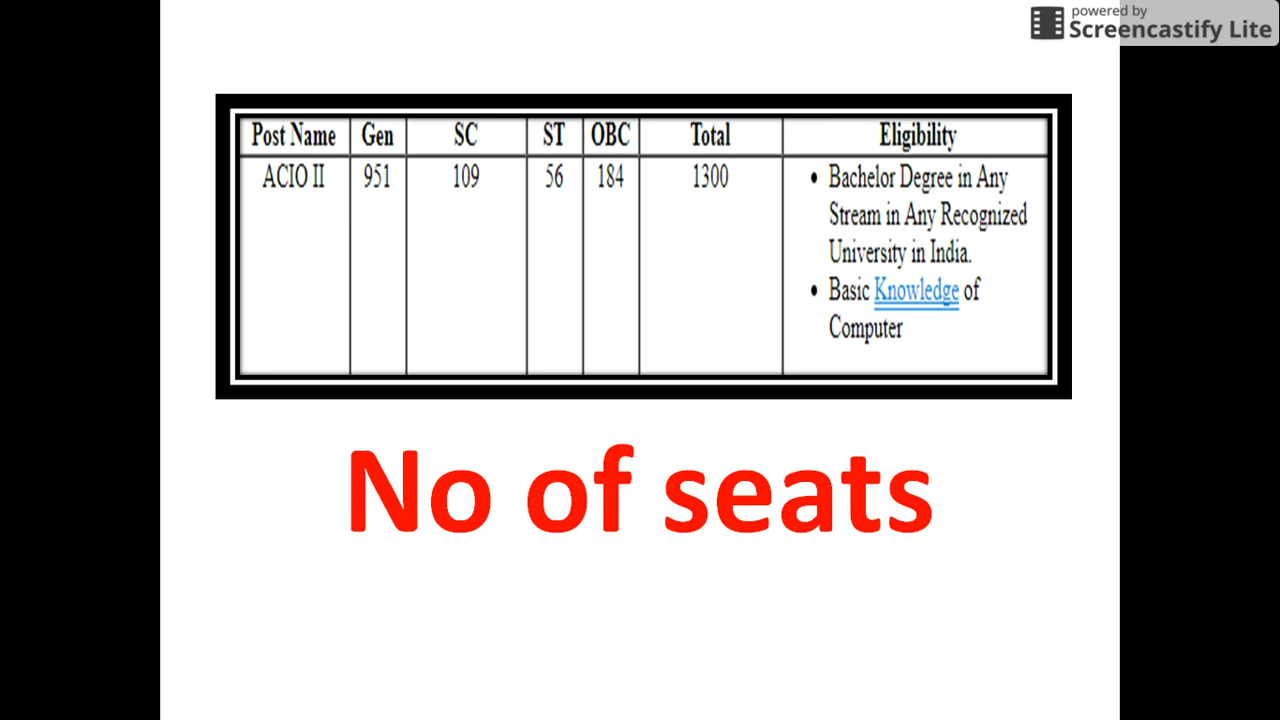 powered by
Screencastify Lite
Post Name Gen SC ST OBC Total Eligibility
ACIO II 951 109 56 184 1300 • Bachelor Degree in Any
Stream in Any Recognized
University in India.
• Basic Knowledge of
Computer
No of seats